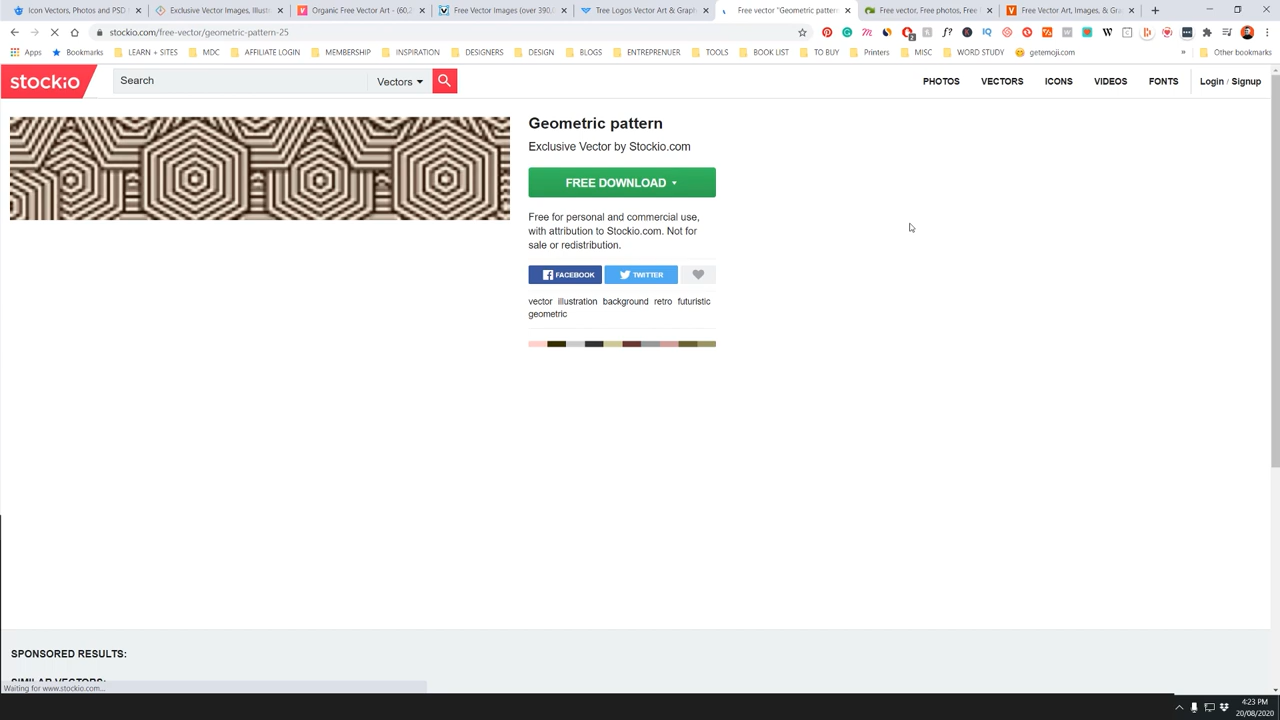 Icon Vectors, Photos and PSD
Exclusive Vector Images, Illustr
Organic Free Vector Art - (60,
Free Vector Images (over 390,0
Tree Logos Vector Art & Graph
Free vector "Geometric pattern
Free vector, Free photos, Free
Free Vector Art, Images, & Gra
stockio.com/free-vector/geometric-pattern-25
Apps Bookmarks LEARN + SITES MDC AFFILIATE LOGIN MEMBERSHIP INSPIRATION DESIGNERS DESIGN BLOGS ENTREPRENUER TOOLS BOOK LIST TO BUY Printers MISC WORD STUDY getemoji.com » Other bookmarks
stockio Search Vectors PHOTOS VECTORS ICONS VIDEOS FONTS Login / Signup
Geometric pattern
Exclusive Vector by Stockio.com
FREE DOWNLOAD
Free for personal and commercial use,
with attribution to Stockio.com. Not for
sale or redistribution.
FACEBOOK TWITTER
vector illustration background retro futuristic
geometric
SPONSORED RESULTS:
SIMILAR VECTORS:
Waiting for www.stockio.com...
4:23 PM
20/08/2020